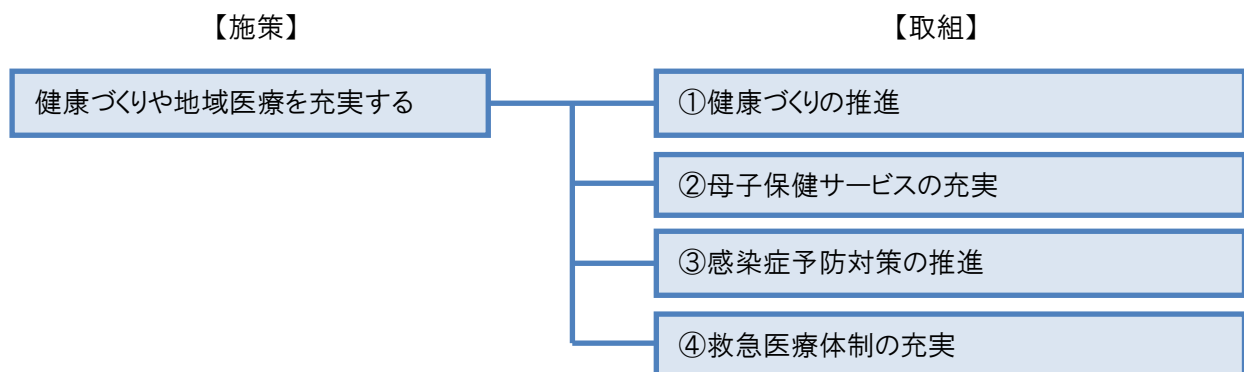 【施策】
【取組】
健康づくりや地域医療を充実する
①健康づくりの推進
②母子保健サービスの充実
③感染症予防対策の推進
④救急医療体制の充実